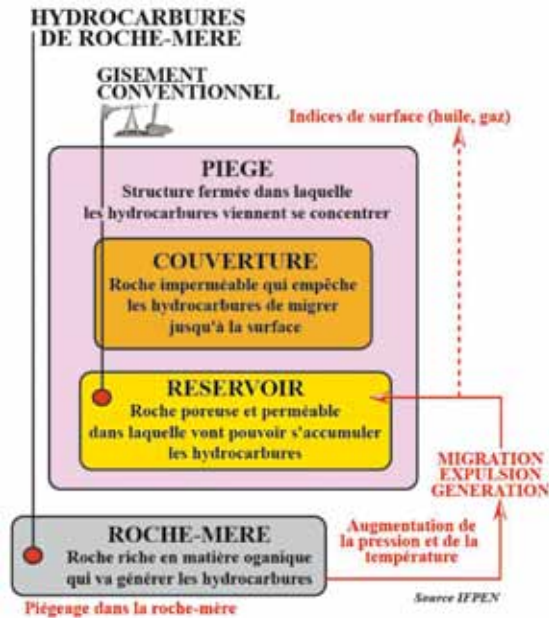 HYDROCARBURES
DE ROCHE-MERE
GISEMENT
CONVENTIONNEL
Indices de surface (huile, gaz)
PIEGE
Structure fermée dans laquelle
les hydrocarbures viennent se concentrer
COUVERTURE
Roche imperméable qui empêche
les hydrocarbures de migrer
jusqu'à la surface
RESERVOIR
Roche poreuse et perméable
dans laquelle vont pouvoir s'accumuler
les hydrocarbures
MIGRATION
EXPULSION
GENERATION
ROCHE-MERE
Roche riche en matière oganique
qui va générer les hydrocarbures
Augmentation de
la pression et de la
température
Piégeage dans la roche-mère
Source IFPEN